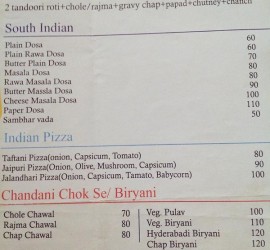 2 tandoori roti+chole/rajma+gravy chap+papad+chutney+chanch
South Indian
Plain Dosa 60
Plain Rawa Dosa 60
Butter Plain Dosa 70
Masala Dosa 80
Rawa Masala Dosa 80
Butter Massla Dosa 90
Cheese Masala Dosa 100
Paper Dosa 110
Sambhar vada 50
Indian Pizza
Taftani Pizza(onion, Capsicum, Tomato) 80
Jaipuri Pizza(Onion, Olive, Mushroom, Capsicum) 90
Jalandhari Pizza(Onion, Capsicum, Tamato, Babycorn) 100
Chandani Chok Se/ Biryani
Chole Chawal 70
Rajma Chawal 80
Chap Chawal 80
Veg. Pulav 100
Veg. Biryani 110
Hyderabadi Biryani 120
Chap Biryani 120